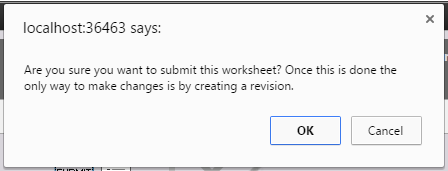 localhost:36463 says:
Are you sure you want to submit this worksheet? Once this is done the
only way to make changes is by creating a revision.
OK
Cancel